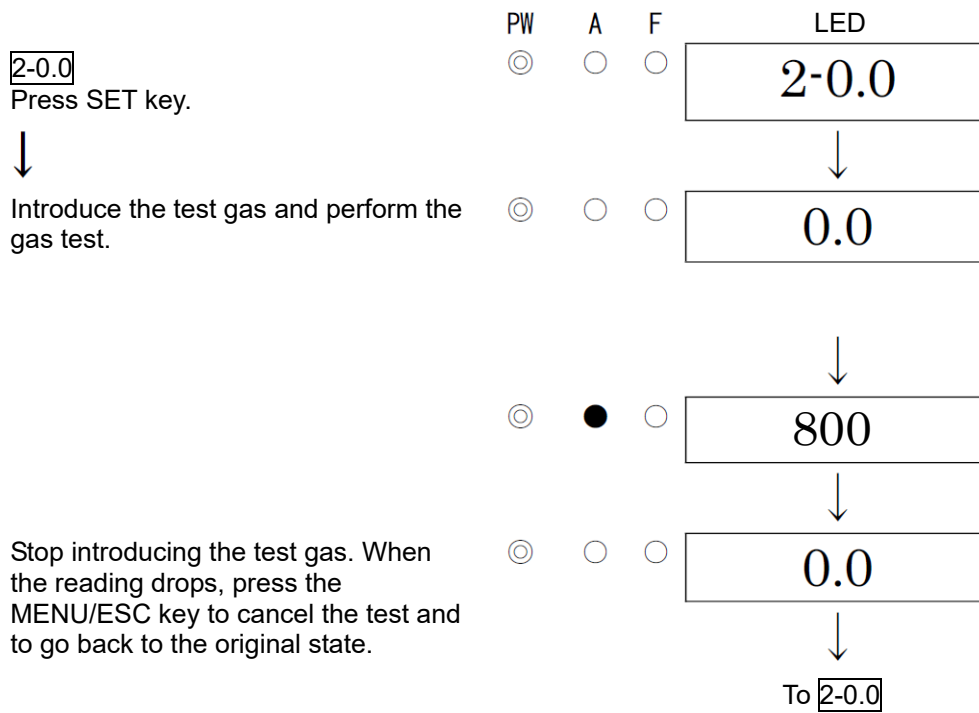 PW A F LED
2-0.0
Press SET key.
2-0.0
Introduce the test gas and perform the
gas test.
0.0
800
Stop introducing the test gas. When
the reading drops, press the
MENU/ESC key to cancel the test and
to go back to the original state.
0.0
To 2-0.0